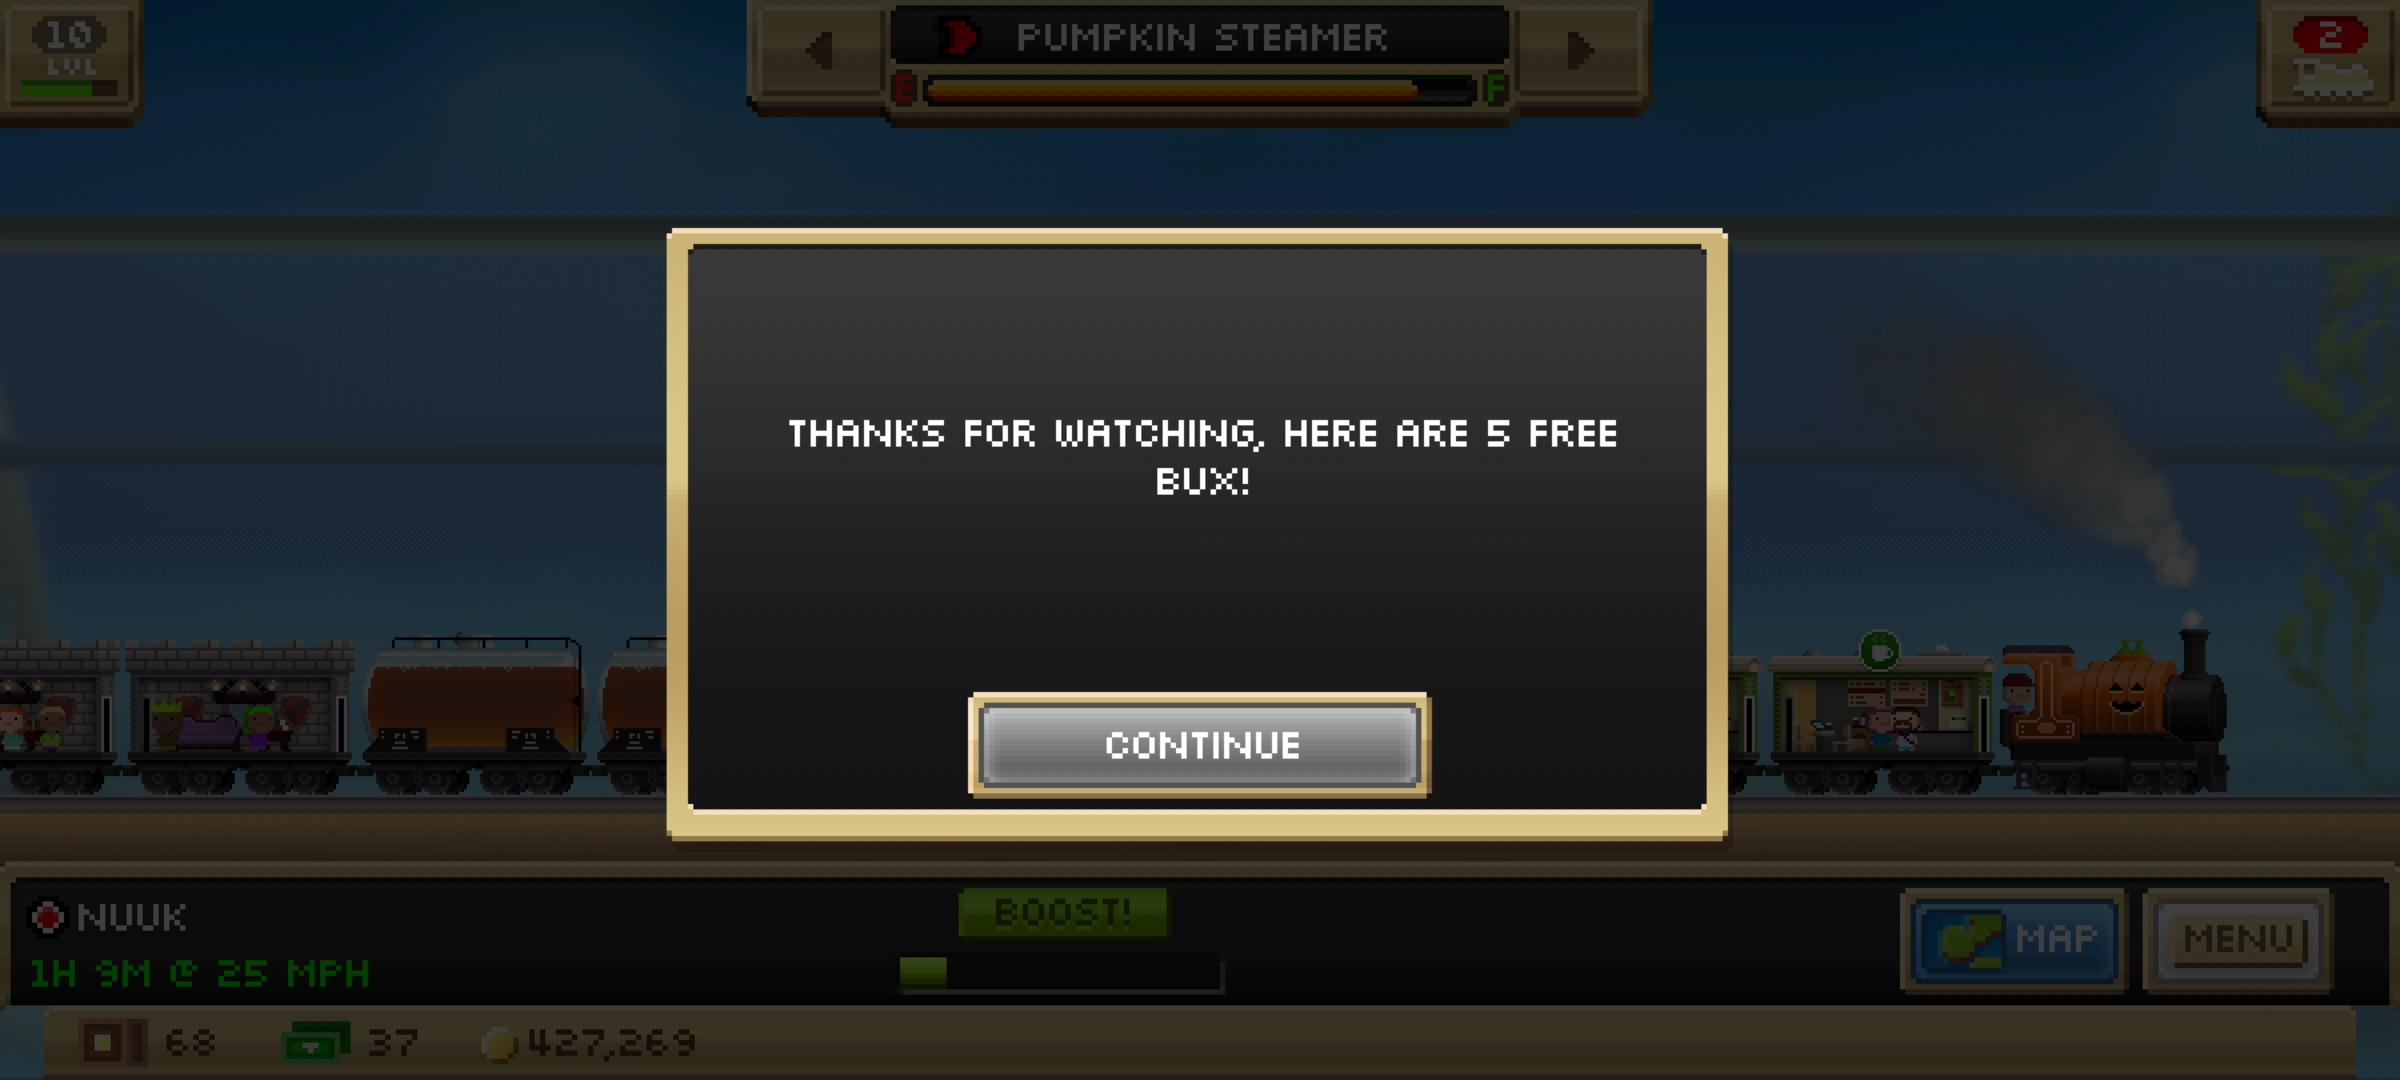 10
LVL
PUMPKIN STEAMER
E
F
2
THANKS FOR WATCHING, HERE ARE 5 FREE
BUX!
CONTINUE
NUUK
1H 9M @ 25 MPH
BOOST!
MAP
MENU
68
37
427,269